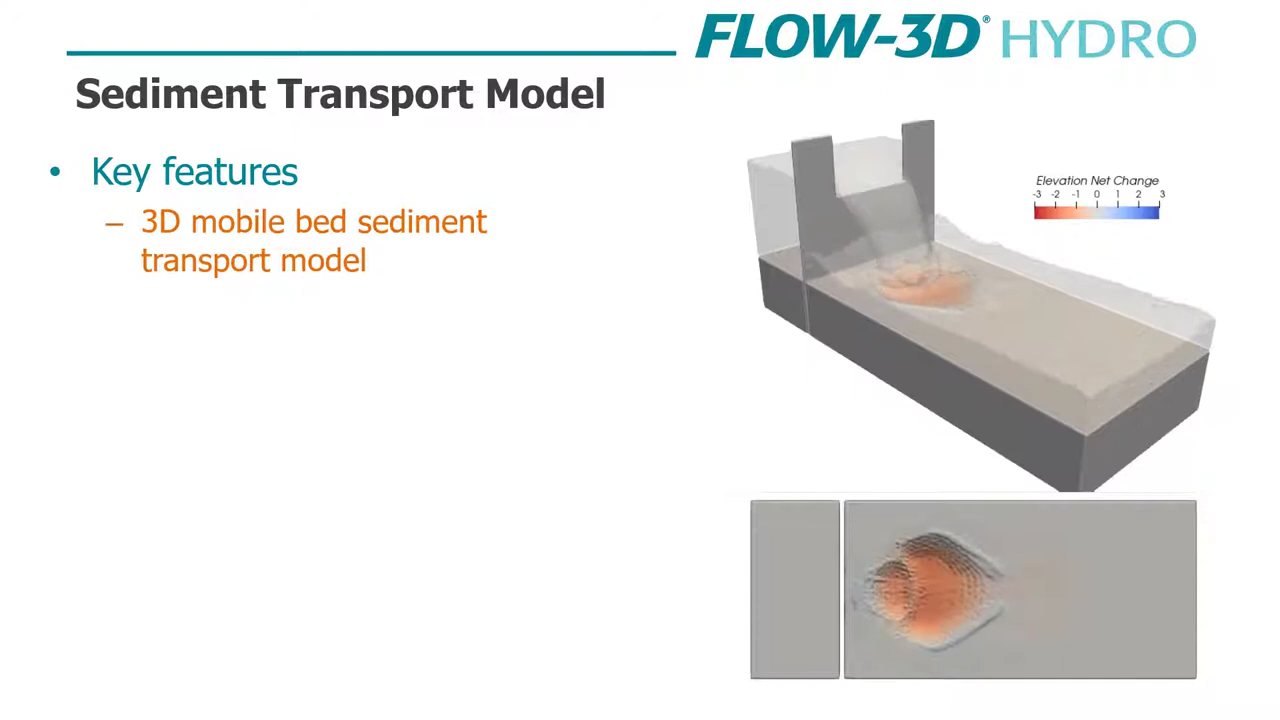 FLOW-3D® HYDRO
Sediment Transport Model
• Key features
– 3D mobile bed sediment
transport model
Elevation Net Change
-3 -2 -1 0 1 2 3